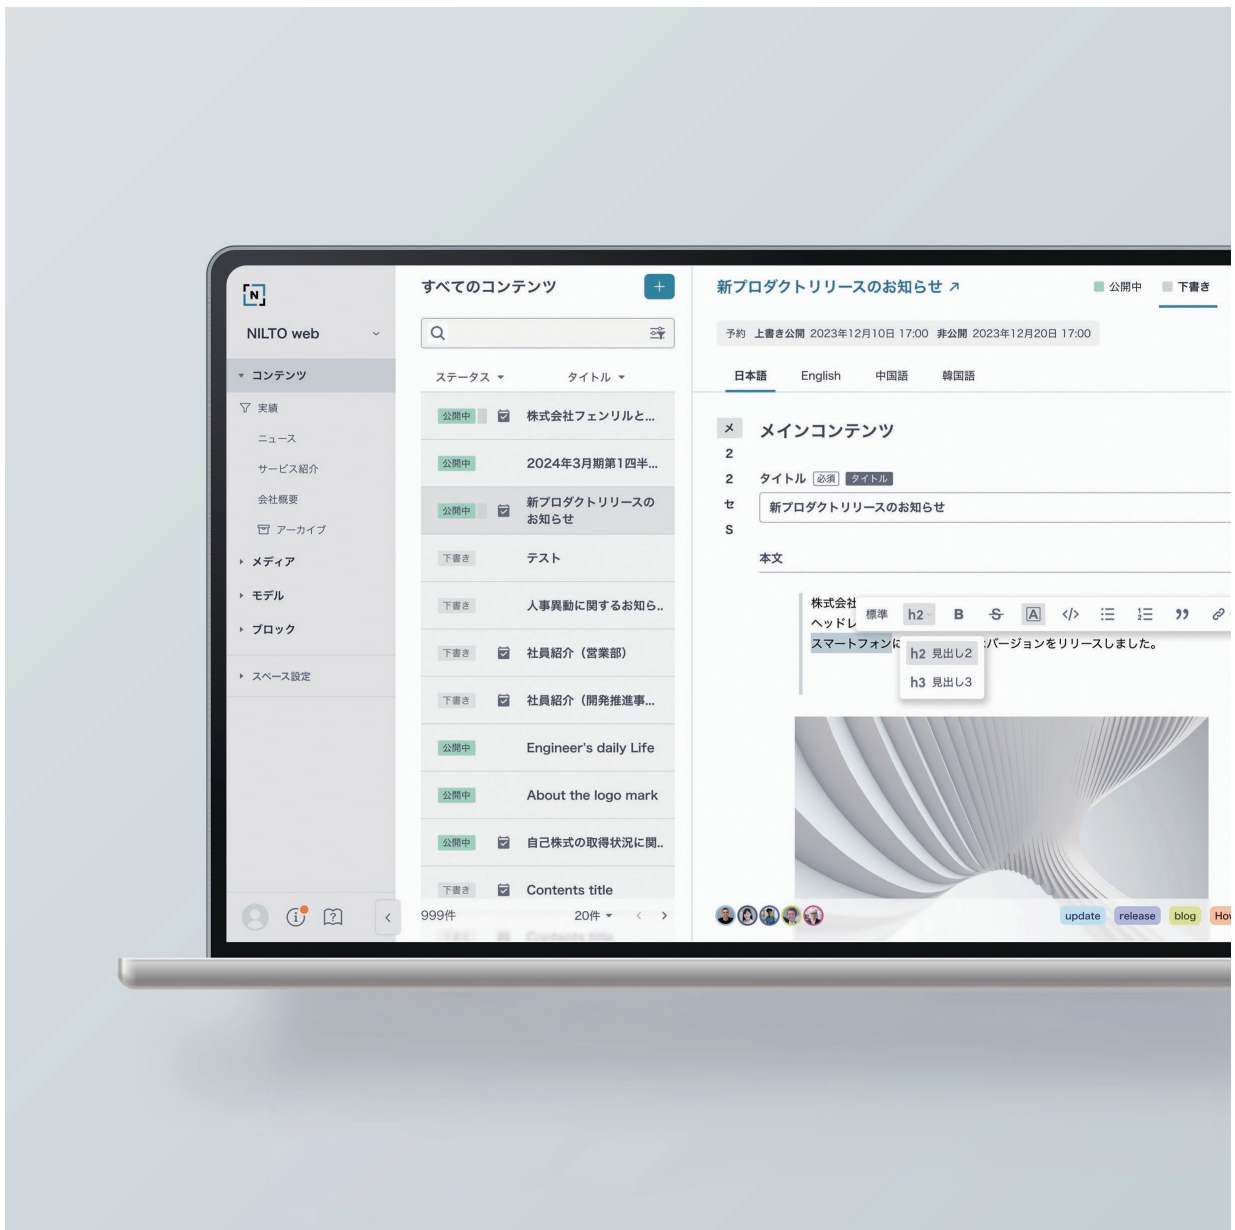 N
NILTO web
コンテンツ
実績
ニュース
サービス紹介
会社概要
アーカイブ
メディア
モデル
ブロック
スペース設定
すべてのコンテンツ
+
ステータス
タイトル
公開中
株式会社フェンリルと...
公開中
2024年3月期第1四半...
公開中
新プロダクトリリースの
お知らせ
下書き
テスト
下書き
人事異動に関するお知ら..
下書き
社員紹介（営業部）
下書き
社員紹介（開発推進事...
公開中
Engineer's daily Life
公開中
About the logo mark
公開中
自己株式の取得状況に関..
下書き
Contents title
999件
20件
Contents title
新プロダクトリリースのお知らせ
公開中
下書き
予約 上書き公開 2023年12月10日 17:00 非公開 2023年12月20日 17:00
日本語
English
中国語
韓国語
メ
2
2
セ
S
メインコンテンツ
タイトル 必須 タイトル
新プロダクトリリースのお知らせ
本文
株式会社
標準 h2 B S A </>
ヘッドレ
スマートフォンに
バージョンをリリースしました。
h2 見出し2
h3 見出し3
update release blog